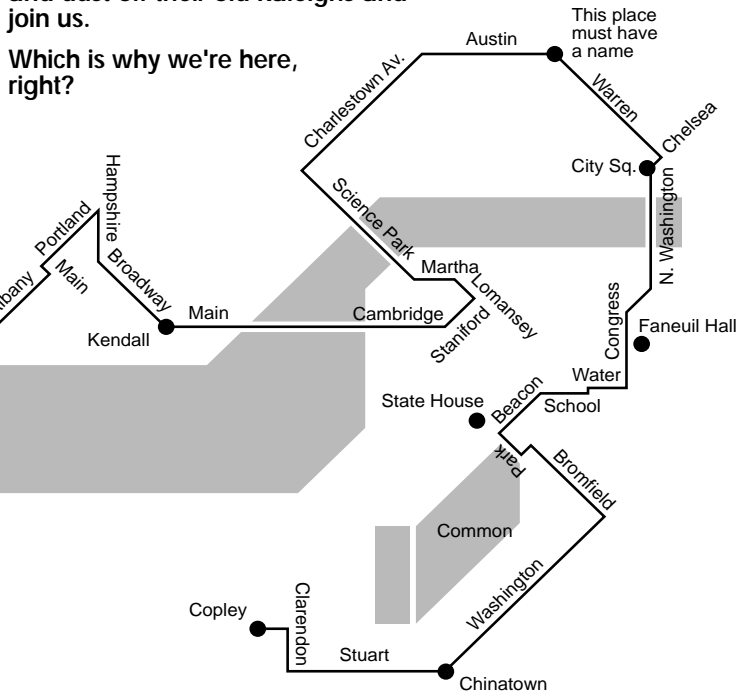 join us.
Which is why we're here,
right?
This place
must have
a name
Austin
Charlestown Av.
Warren
Chelsea
City Sq.
N. Washington
Science Park
Hampshire
Portland
Main
Broadway
Kendall
Main
Cambridge
Martha
Lomansey
Staniford
Congress
Faneuil Hall
Water
School
Beacon
State House
Park
Bromfield
Common
Washington
Copley
Clarendon
Stuart
Chinatown